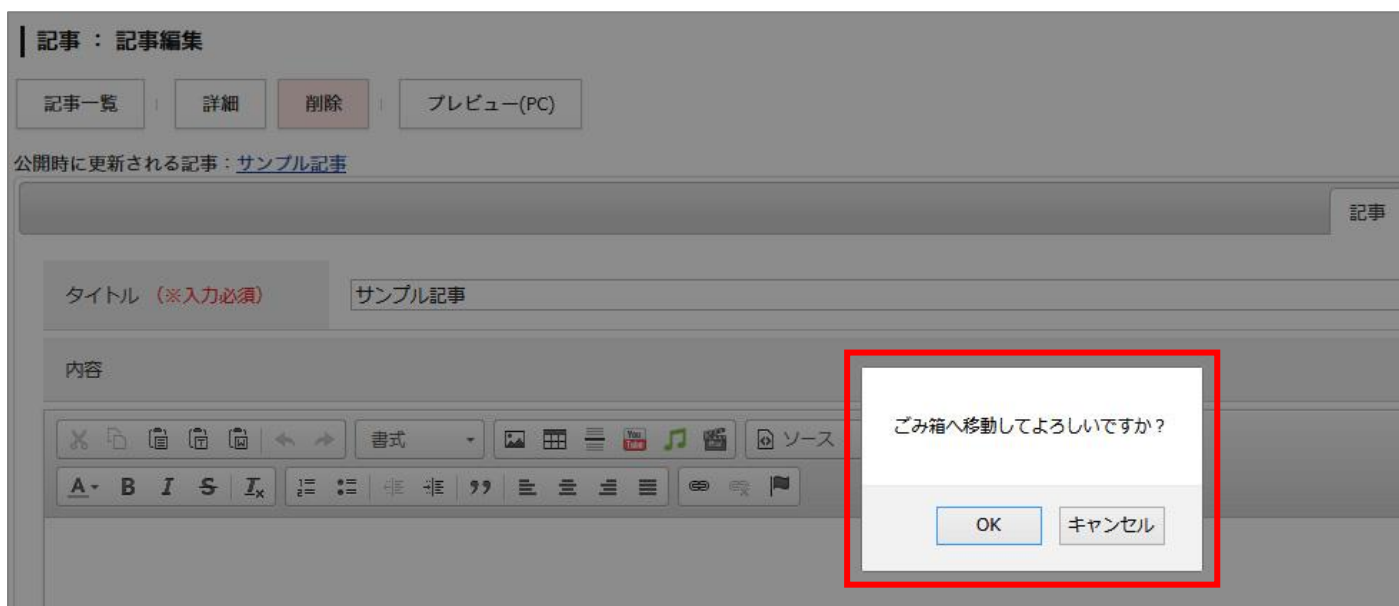 記事 : 記事編集
記事一覧 詳細 削除 プレビュー(PC)
公開時に更新される記事:サンプル記事
記事
タイトル (※入力必須) サンプル記事
内容
書式 You Tube ソース
A B I S Tx
ごみ箱へ移動してよろしいですか?
OK キャンセル